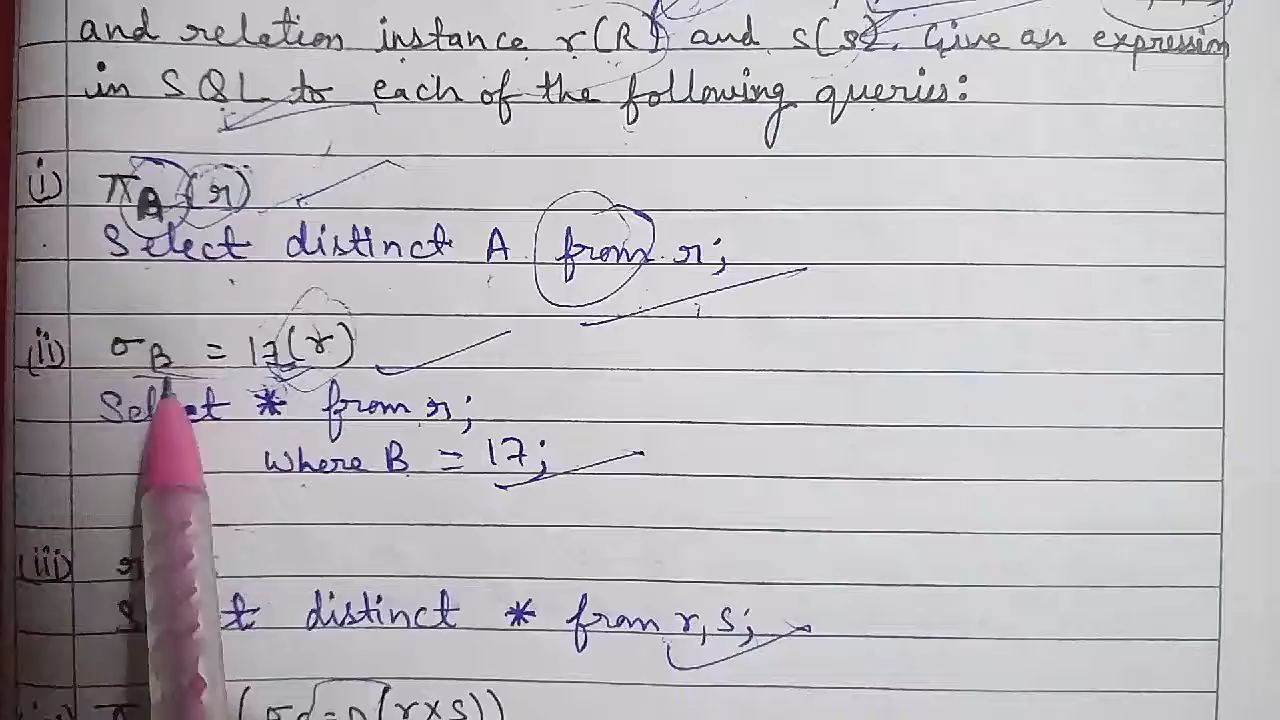 and relation instance r(R) and s(s). Give an expression
in SQL to each of the following queries:
(i) πA(r)
Select distinct A from r;
(ii) σB = 17(r)
Select * from r;
where B = 17;
(iii)
distinct * from r,s;
(r×s))